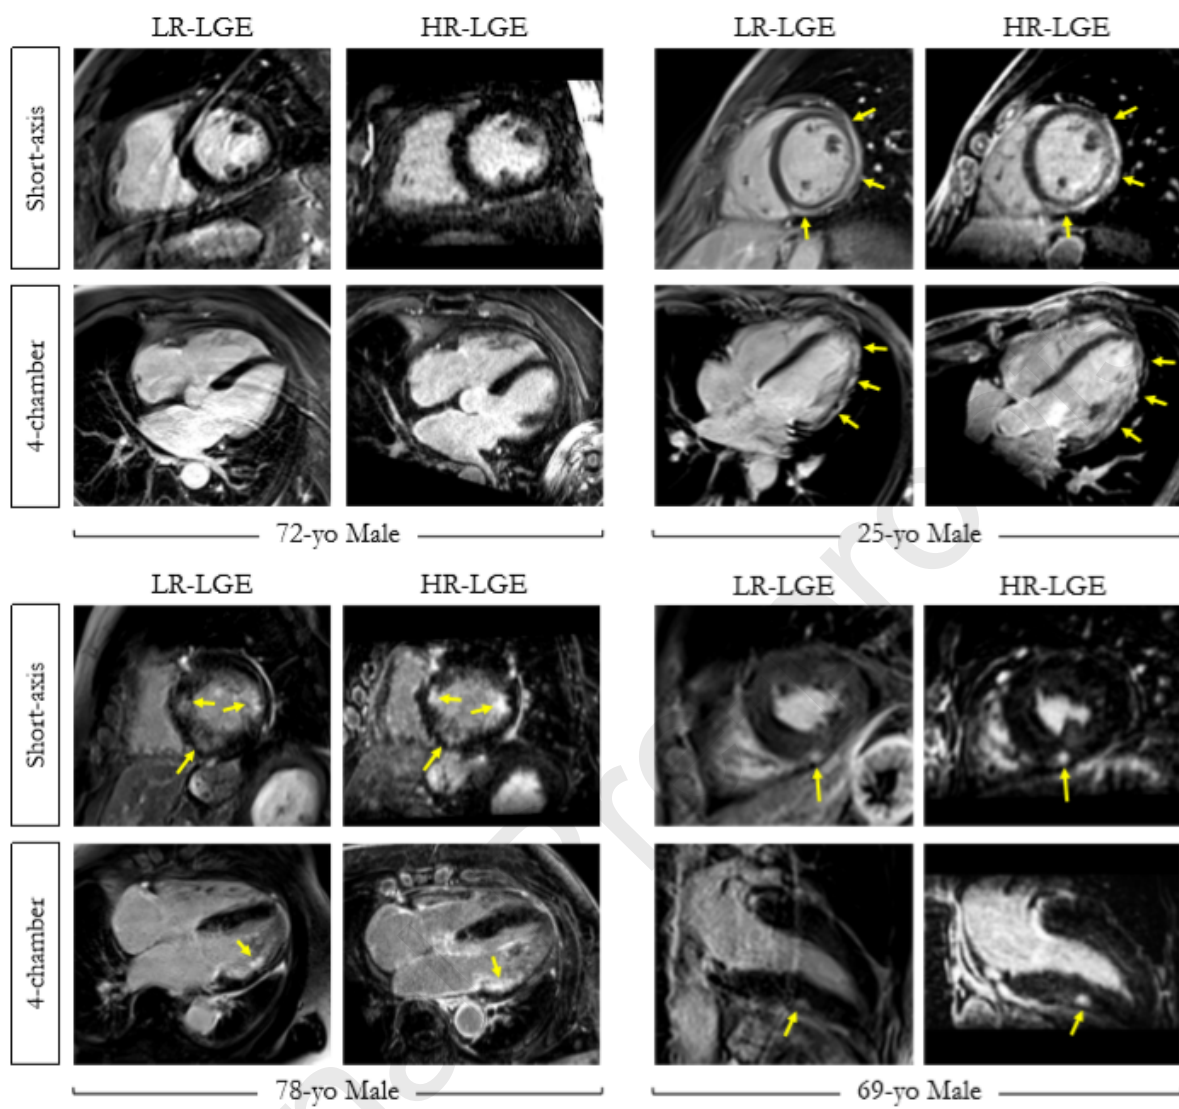 LR-LGE HR-LGE LR-LGE HR-LGE
Short-axis
4-chamber
72-yo Male 25-yo Male
LR-LGE HR-LGE LR-LGE HR-LGE
Short-axis
4-chamber
78-yo Male 69-yo Male